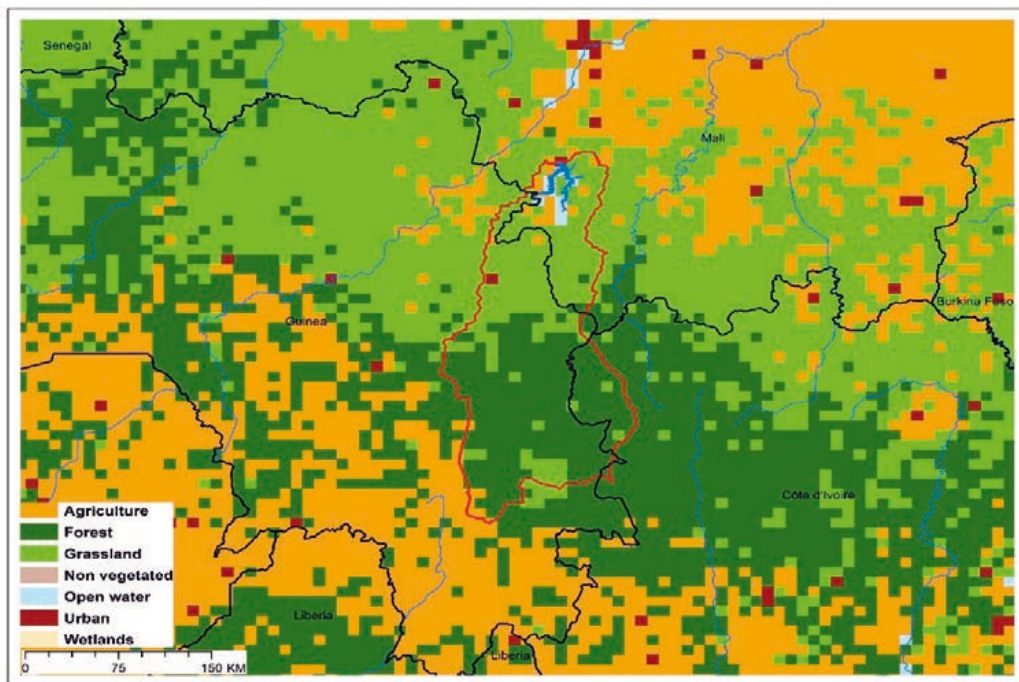 Senegal
Mali
Guinea
Burkina Faso
Côte d'Ivoire
Liberia
Liberia
Agriculture
Forest
Grassland
Non vegetated
Open water
Urban
Wetlands
0 75 150 KM